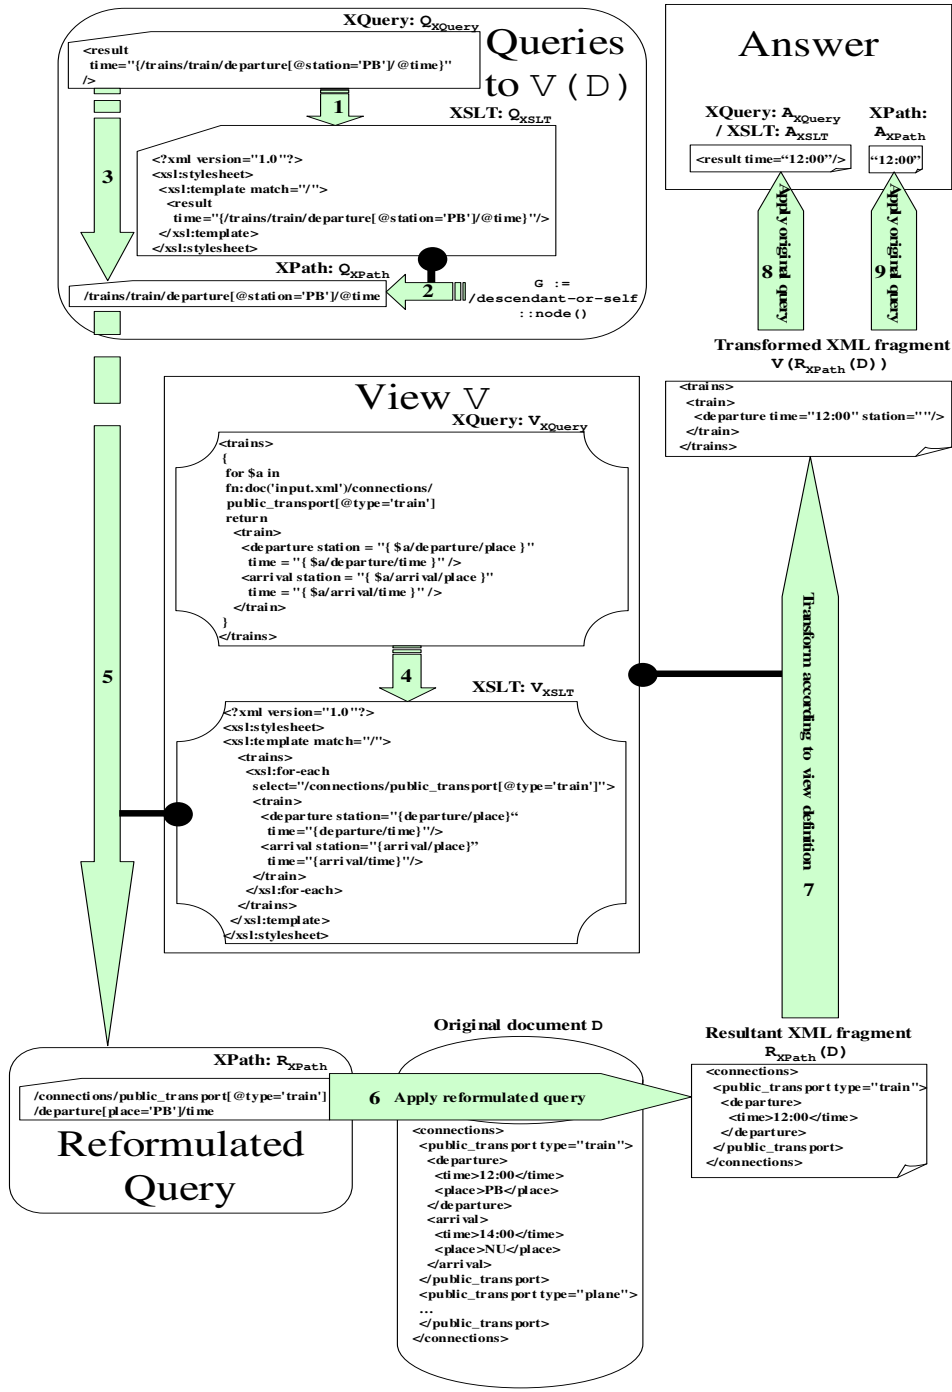 XQuery: Q_XQuery
<result
time="{/trains/train/departure[@station='PB']/@time}"
/>
Queries
to V(D)
1
XSLT: Q_XSLT
<?xml version="1.0"?>
<xsl:stylesheet>
<xsl:template match="/">
<result
time="{/trains/train/departure[@station='PB']/@time}"/>
</xsl:template>
</xsl:stylesheet>
3
XPath: Q_XPath
/trains/train/departure[@station='PB']/@time
2
G :=
/descendant-or-self
::node()
Answer
XQuery: A_XQuery
/ XSLT: A_XSLT
<result time=“12:00”/>
XPath:
A_XPath
“12:00”
8
Apply original query
9
Apply original query
Transformed XML fragment
V(R_XPath(D))
<trains>
<train>
<departure time="12:00" station=""/>
</train>
</trains>
View V
XQuery: V_XQuery
<trains>
{
for $a in
fn:doc('input.xml')/connections/
public_transport[@type='train']
return
<train>
<departure station = "{ $a/departure/place }"
time = "{ $a/departure/time }" />
<arrival station = "{ $a/arrival/place }"
time = "{ $a/arrival/time }" />
</train>
}
</trains>
4
XSLT: V_XSLT
<?xml version="1.0"?>
<xsl:stylesheet>
<xsl:template match="/">
<trains>
<xsl:for-each
select="/connections/public_transport[@type='train']">
<train>
<departure station="{departure/place}“
time="{departure/time}"/>
<arrival station="{arrival/place}”
time="{arrival/time}"/>
</train>
</xsl:for-each>
</trains>
</xsl:template>
</xsl:stylesheet>
5
Transform according to view definition 7
XPath: R_XPath
/connections/public_transport[@type='train']
/departure[place='PB']/time
Reformulated
Query
6 Apply reformulated query
Original document D
<connections>
<public_transport type="train">
<departure>
<time>12:00</time>
<place>PB</place>
</departure>
<arrival>
<time>14:00</time>
<place>NU</place>
</arrival>
</public_transport>
<public_transport type="plane">
...
</public_transport>
</connections>
Resultant XML fragment
R_XPath(D)
<connections>
<public_transport type="train">
<departure>
<time>12:00</time>
</departure>
</public_transport>
</connections>